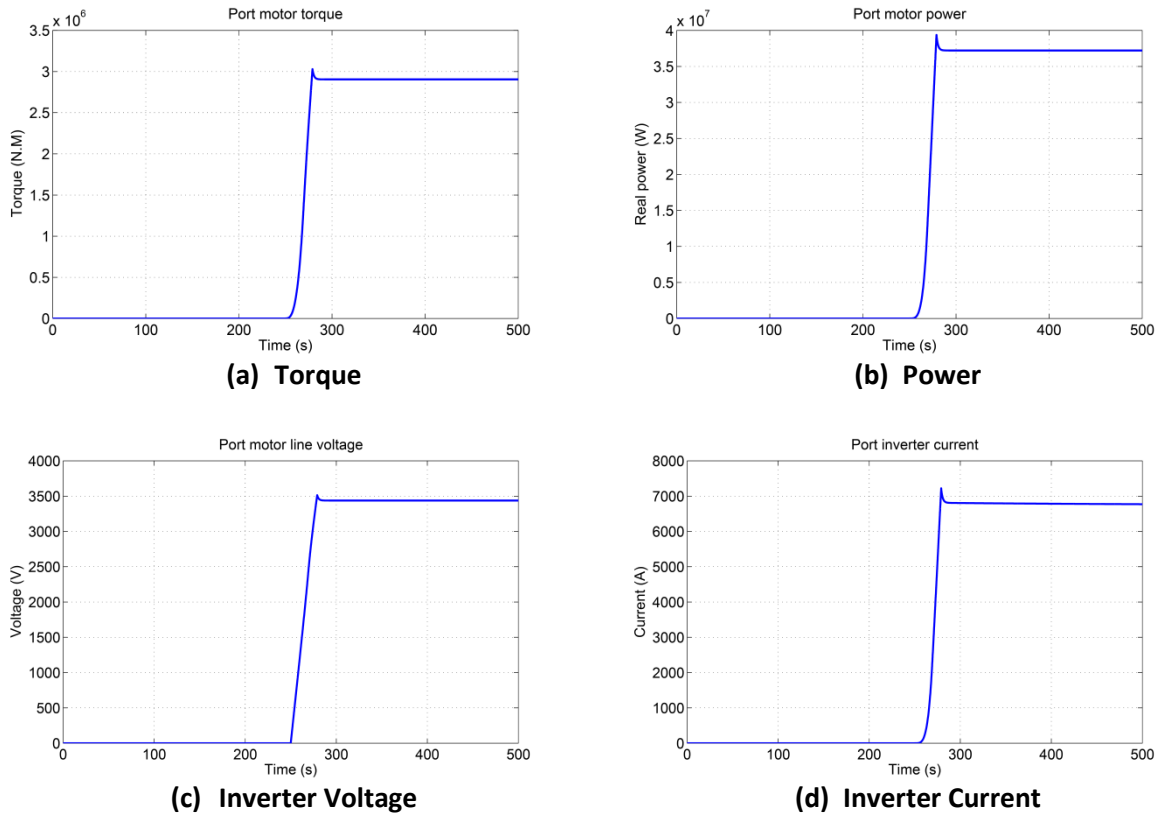 Port motor torque
3.5 x 10^6
3
2.5
2
1.5
1
0.5
0
0 100 200 300 400 500
Torque (N.M)
Time (s)
(a) Torque
Port motor power
4 x 10^7
3.5
3
2.5
2
1.5
1
0.5
0
0 100 200 300 400 500
Real power (W)
Time (s)
(b) Power
Port motor line voltage
4000
3500
3000
2500
2000
1500
1000
500
0
0 100 200 300 400 500
Voltage (V)
Time (s)
(c) Inverter Voltage
Port inverter current
8000
7000
6000
5000
4000
3000
2000
1000
0
0 100 200 300 400 500
Current (A)
Time (s)
(d) Inverter Current